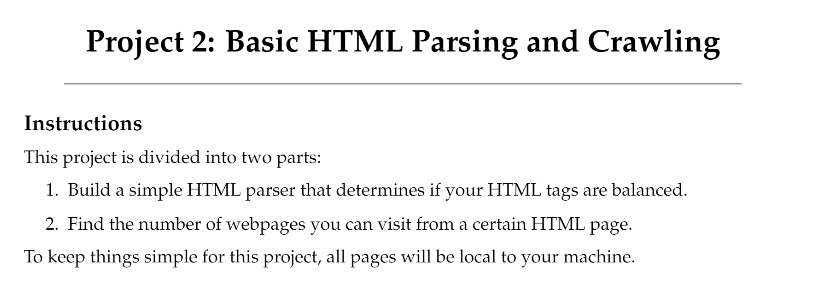 Project 2: Basic HTML Parsing and Crawling
Instructions
This project is divided into two parts:
1. Build a simple HTML parser that determines if your HTML tags are balanced.
2. Find the number of webpages you can visit from a certain HTML page.
To keep things simple for this project, all pages will be local to your machine.